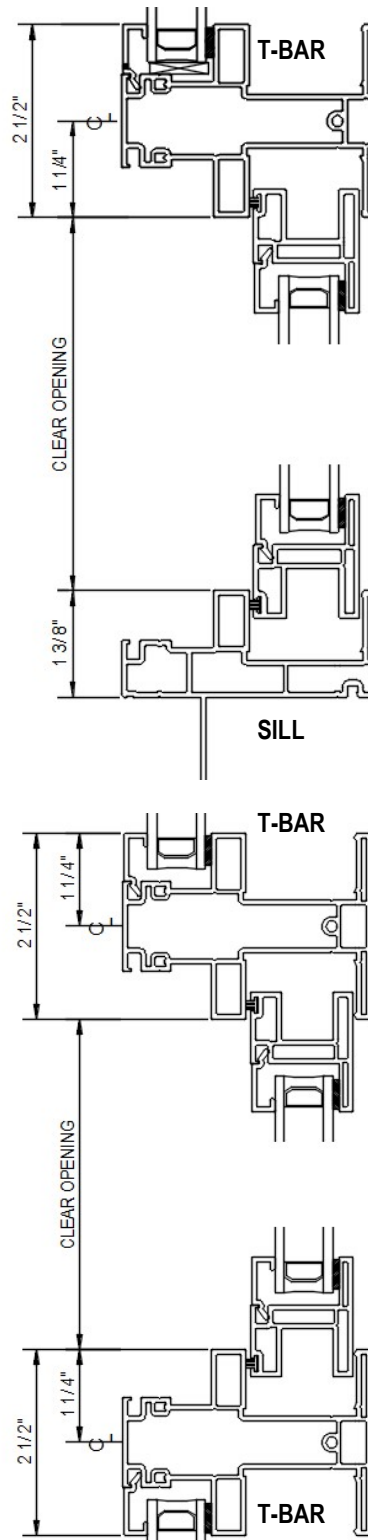 T-BAR
2 1/2"
C L
1 1/4"
CLEAR OPENING
1 3/8"
SILL
T-BAR
1 1/4"
2 1/2"
C L
CLEAR OPENING
1 1/4"
2 1/2"
C L
T-BAR